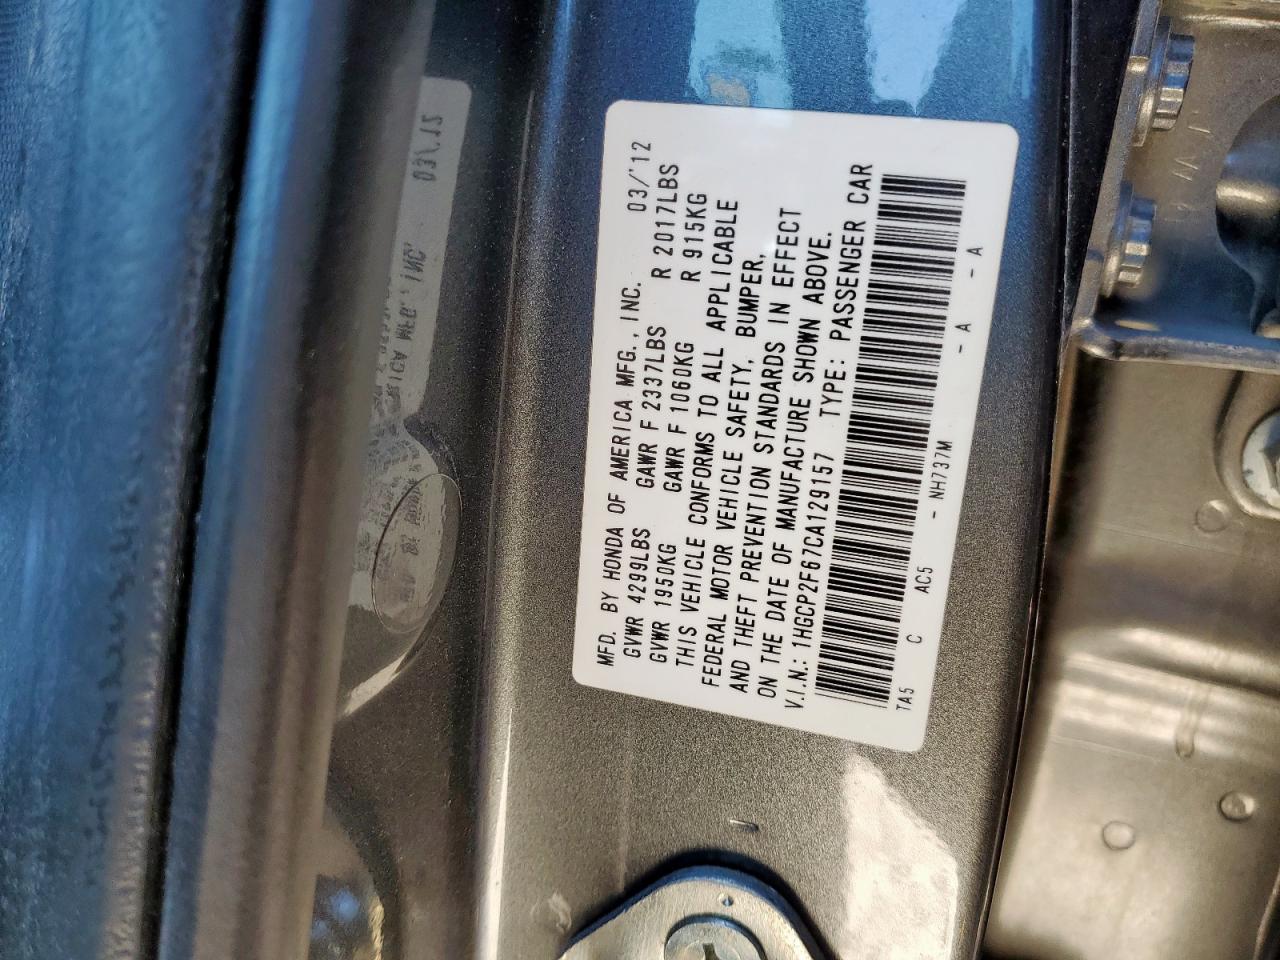 MFD. BY HONDA OF AMERICA MFG., INC. 03/'12
GVWR 4299LBS GAWR F 2337LBS R 2017LBS
GVWR 1950KG GAWR F 1060KG R 915KG
THIS VEHICLE CONFORMS TO ALL APPLICABLE
FEDERAL MOTOR VEHICLE SAFETY, BUMPER,
AND THEFT PREVENTION STANDARDS IN EFFECT
ON THE DATE OF MANUFACTURE SHOWN ABOVE.
V.I.N.: 1HGCP2F67CA129157 TYPE: PASSENGER CAR
TA5 C AC5 - NH737M - A - A